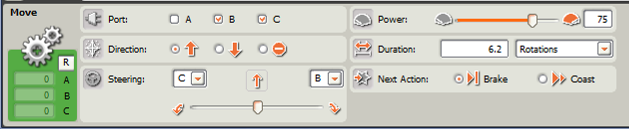 Move
Port: A B C
Power: 75
Direction:
Duration: 6.2 Rotations
R
Steering: C B
Next Action: Brake Coast
0 A
0 B
0 C